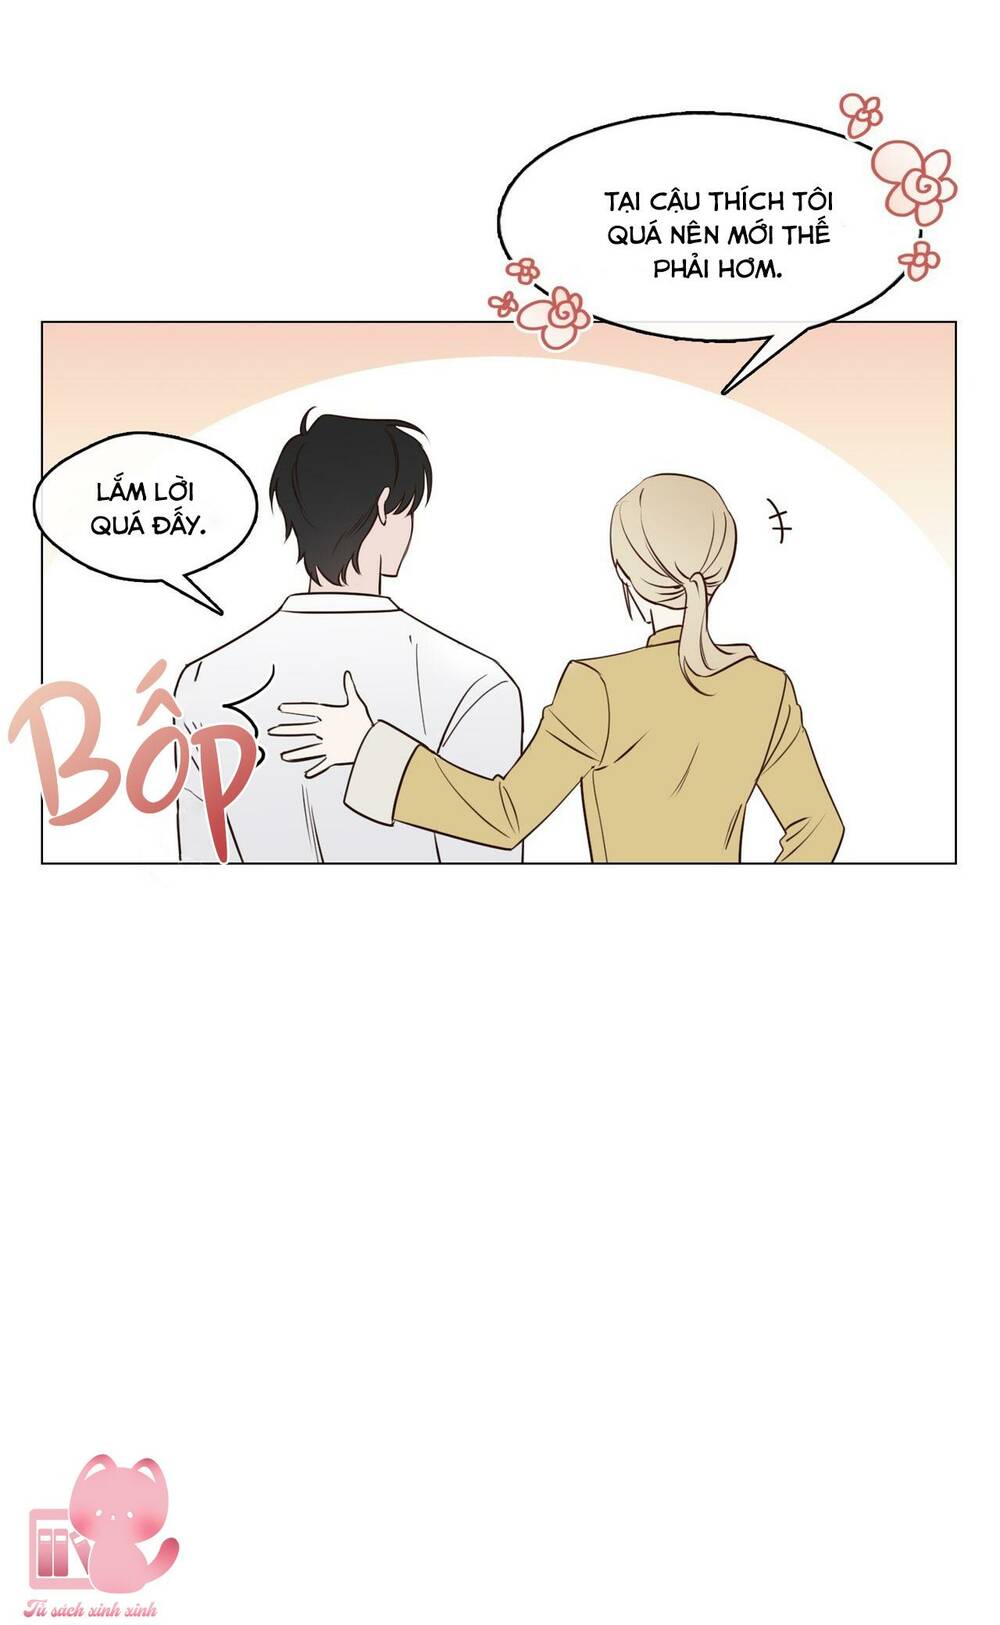 TẠI CẬU THÍCH TÔI
QUÁ NÊN MỚI THẾ
PHẢI HƠM.
LẮM LỜI
QUÁ ĐẤY.
BỐP
Tủ sách xinh xinh